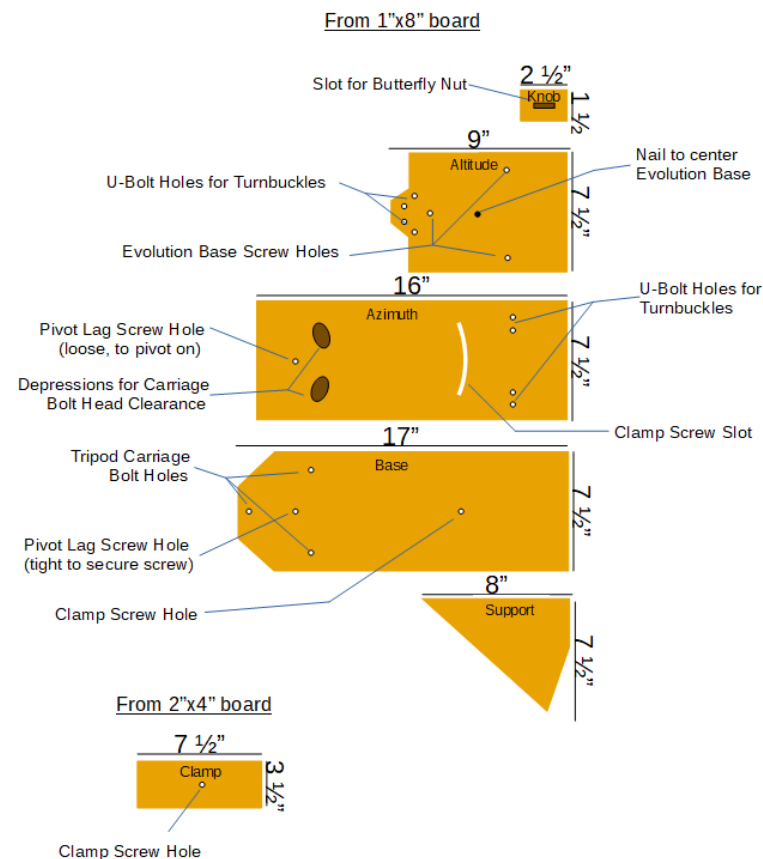 From 1”x8” board
2 ½”
Slot for Butterfly Nut
Knob
1 ½
9”
Altitude
Nail to center
Evolution Base
U-Bolt Holes for Turnbuckles
7 ½”
Evolution Base Screw Holes
16”
U-Bolt Holes for
Turnbuckles
Azimuth
Pivot Lag Screw Hole
(loose, to pivot on)
7 ½”
Depressions for Carriage
Bolt Head Clearance
Clamp Screw Slot
17”
Tripod Carriage
Bolt Holes
Base
7 ½”
Pivot Lag Screw Hole
(tight to secure screw)
8”
Clamp Screw Hole
Support
7 ½”
From 2”x4” board
7 ½”
Clamp
3 ½”
Clamp Screw Hole